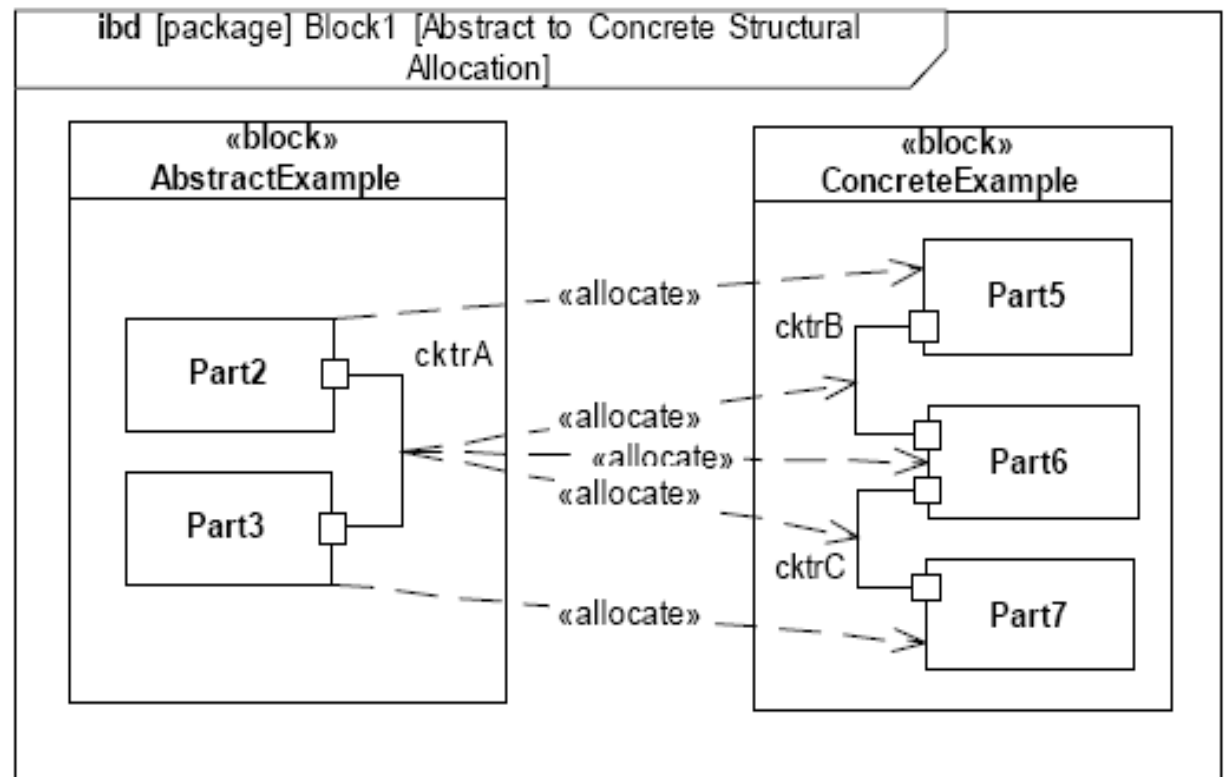 ibd [package] Block1 [Abstract to Concrete Structural
Allocation]
«block»
AbstractExample
«block»
ConcreteExample
«allocate»
Part5
cktrB
cktrA
Part2
«allocate»
«allocate»
Part6
«allocate»
Part3
cktrC
«allocate»
Part7